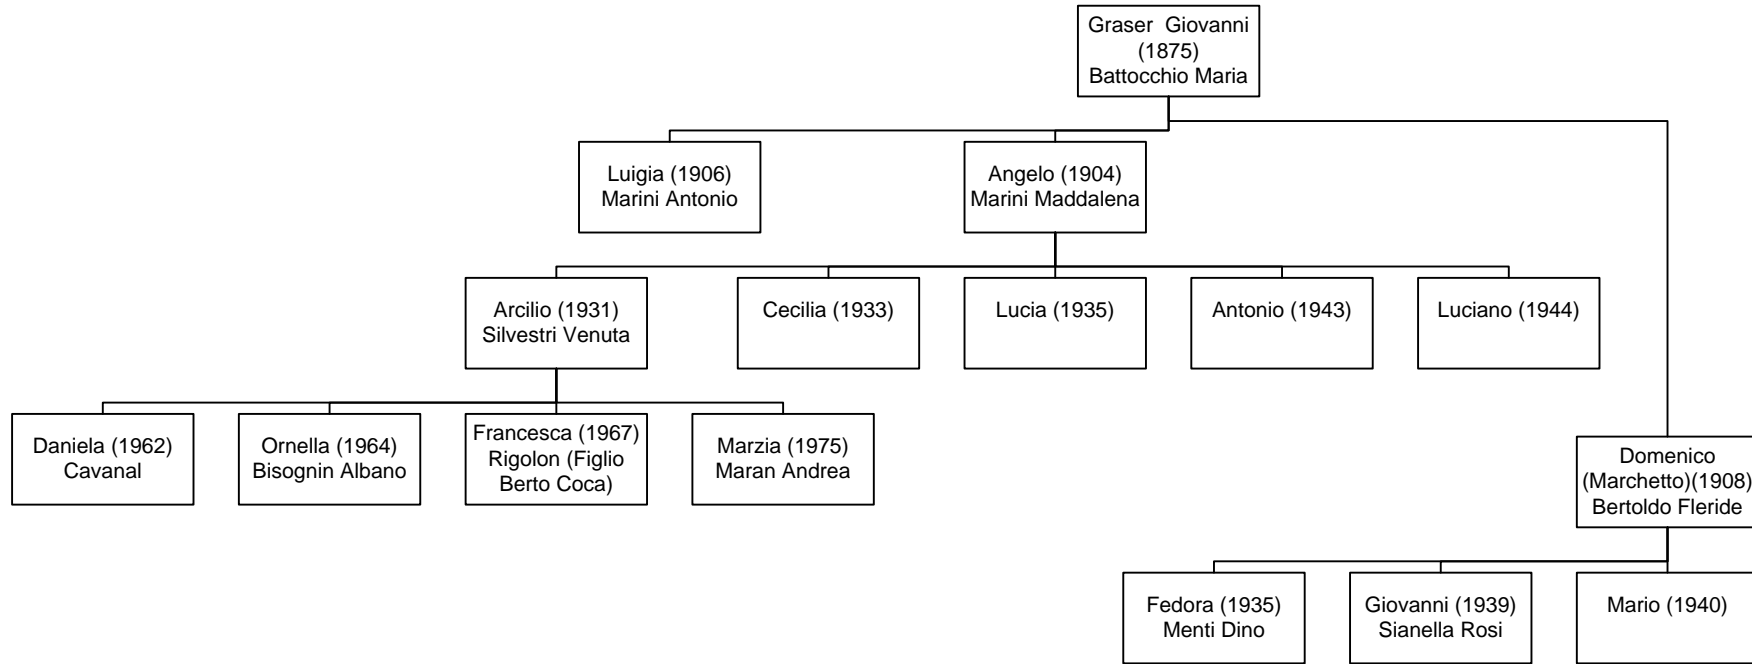 Graser  Giovanni
(1875)
Battocchio Maria
Luigia (1906)
Marini Antonio
Angelo (1904)
Marini Maddalena
Arcilio (1931)
Silvestri Venuta
Cecilia (1933)
Lucia (1935)
Antonio (1943)
Luciano (1944)
Daniela (1962)
Cavanal
Ornella (1964)
Bisognin Albano
Francesca (1967)
Rigolon (Figlio
Berto Coca)
Marzia (1975)
Maran Andrea
Domenico
(Marchetto)(1908)
Bertoldo Fleride
Fedora (1935)
Menti Dino
Giovanni (1939)
Sianella Rosi
Mario (1940)